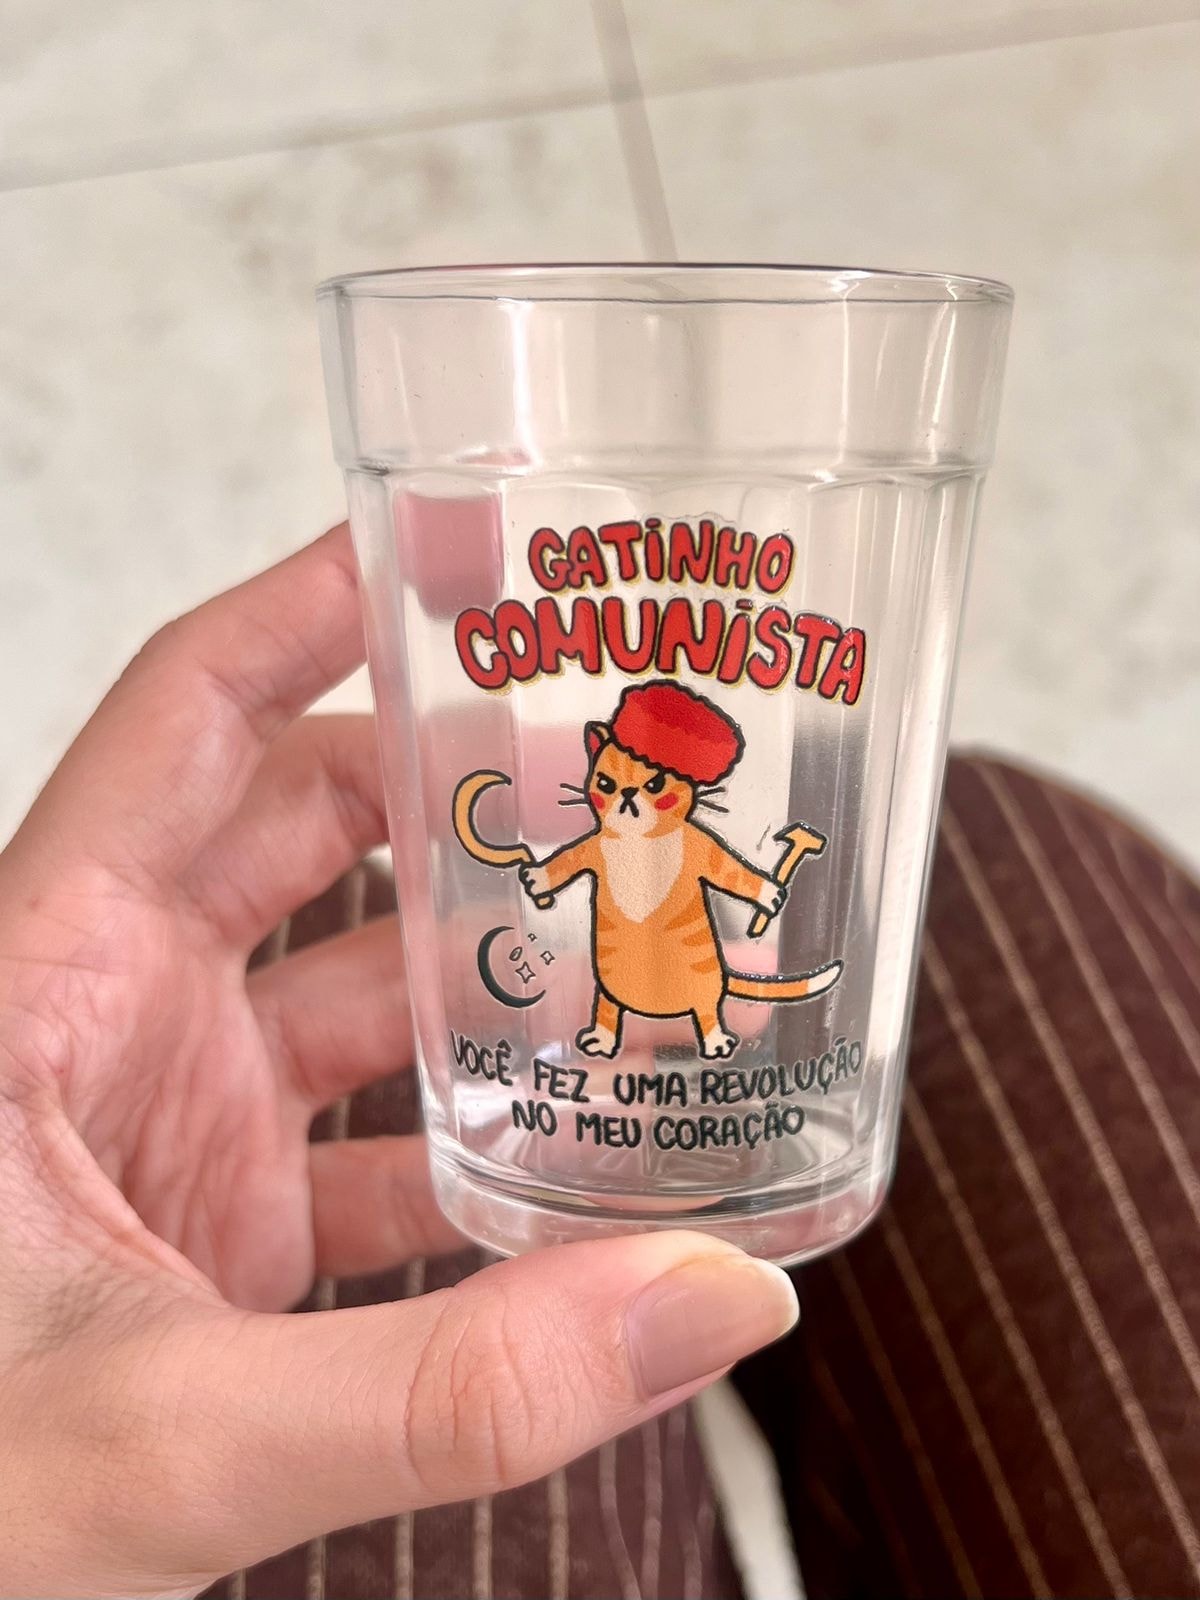 GATINHO
COMUNISTA
VOCÊ FEZ UMA REVOLUÇÃO
NO MEU CORAÇÃO